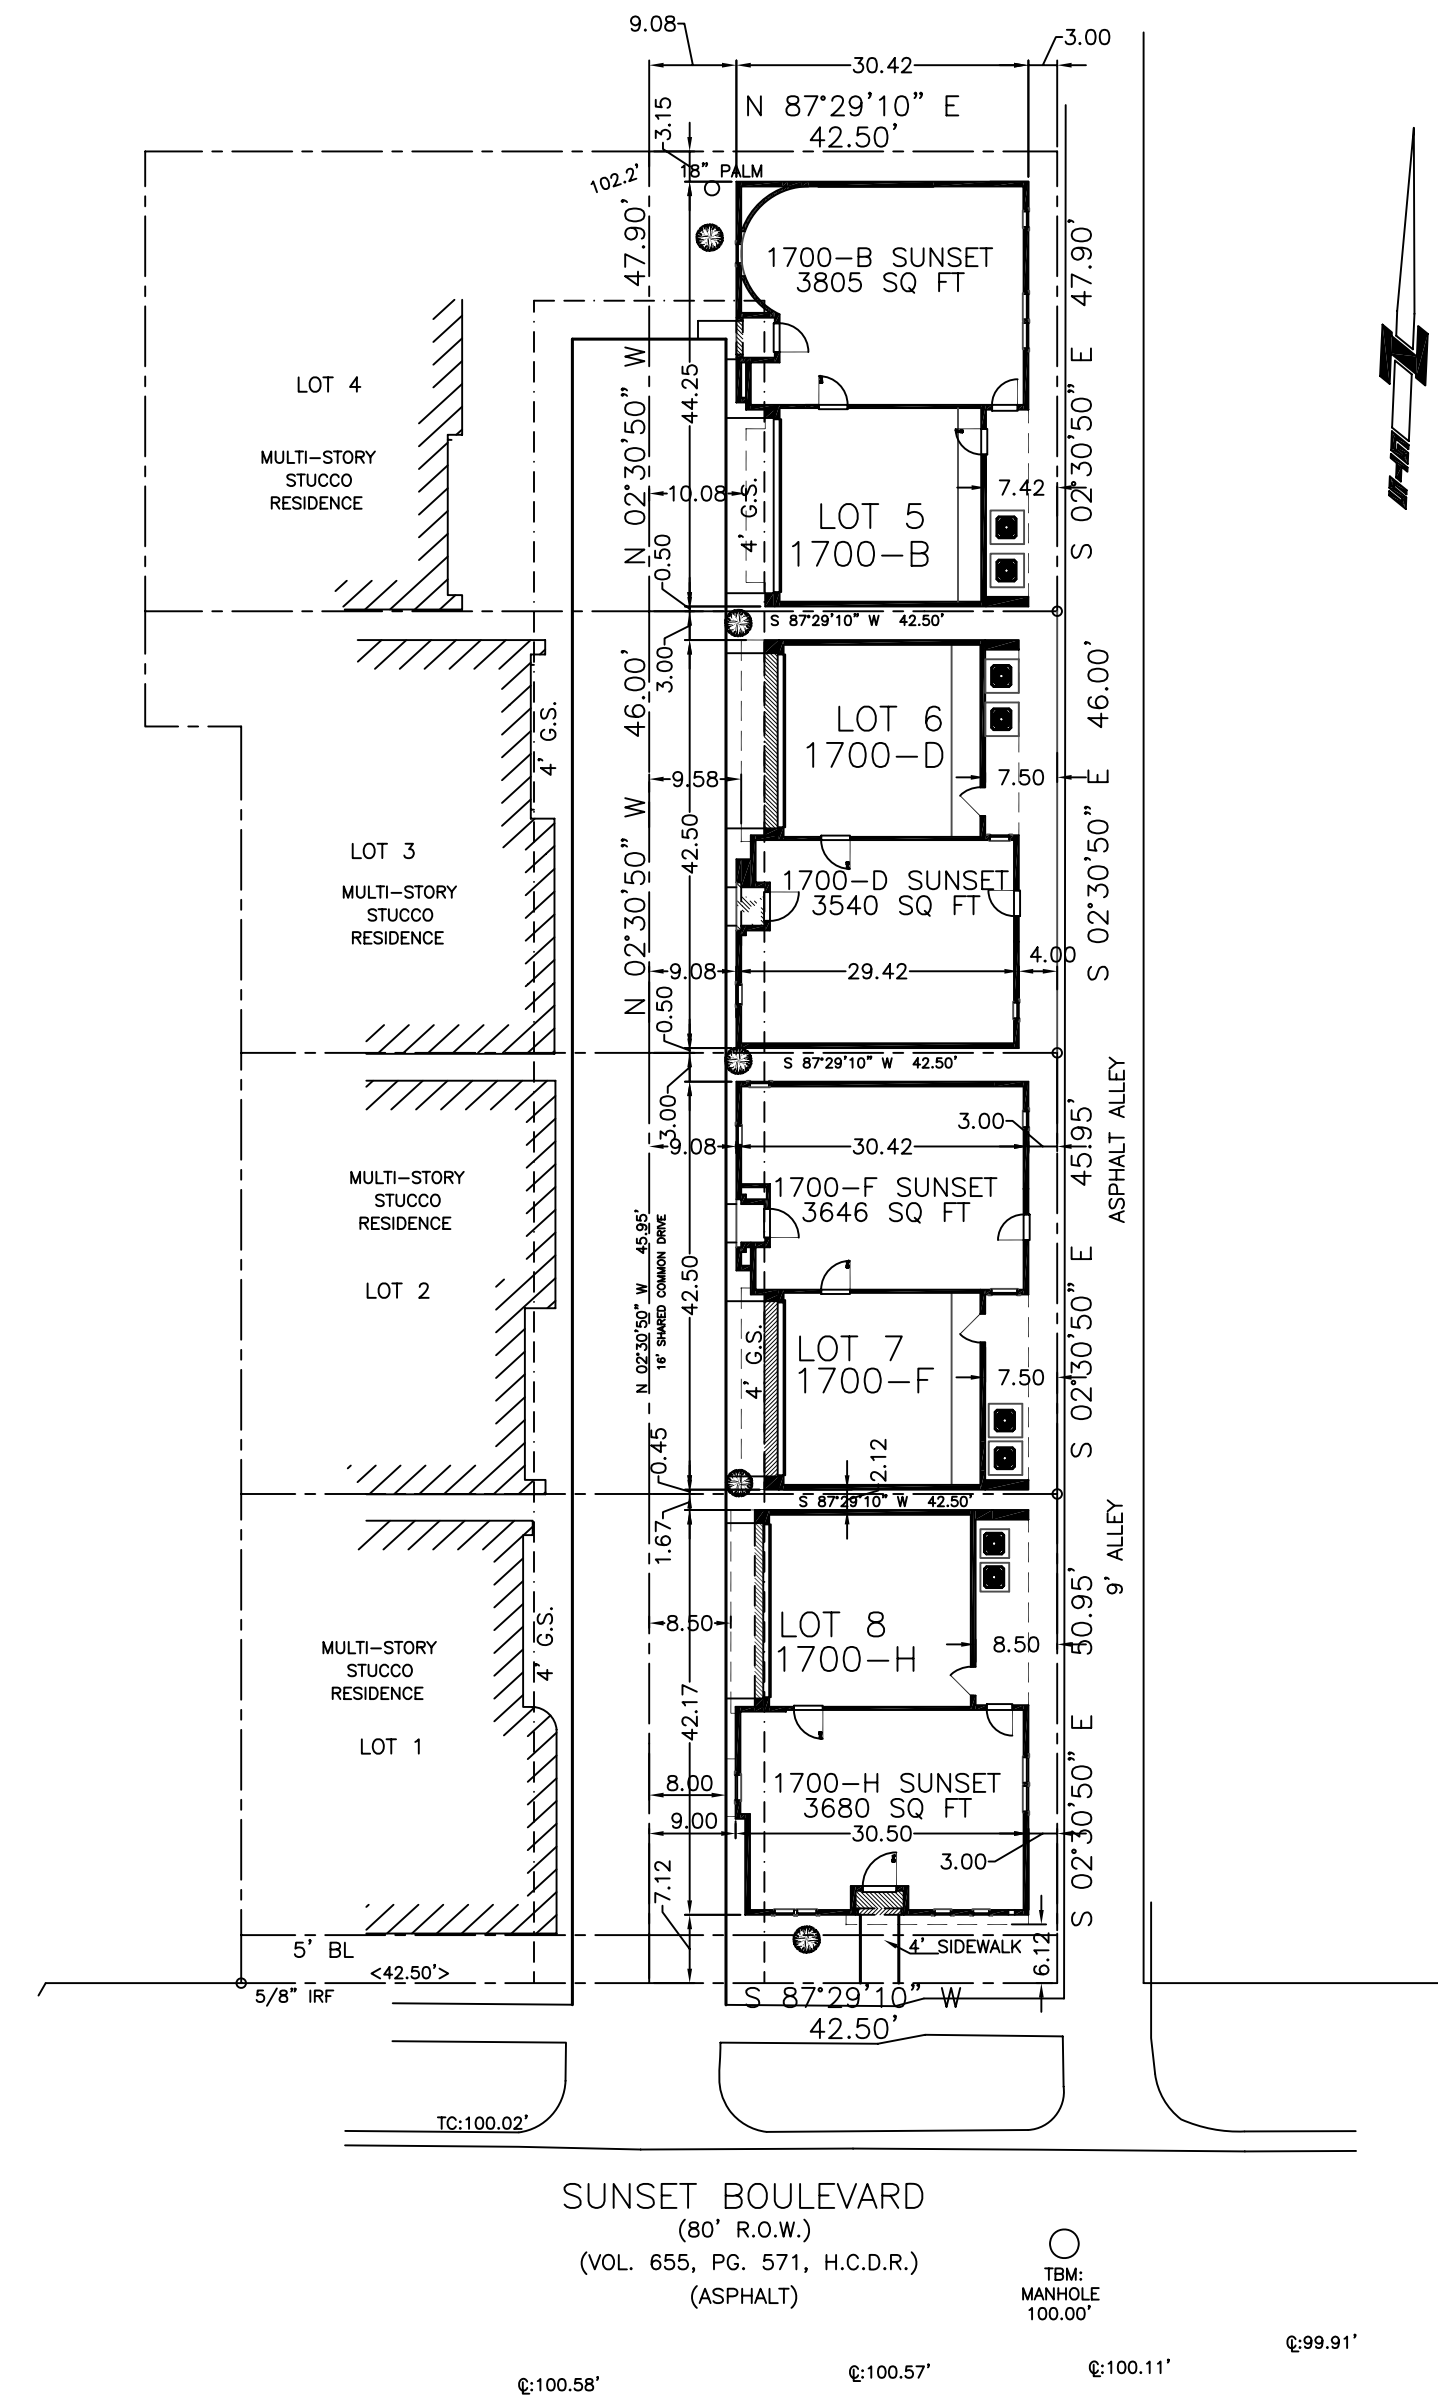 9.08
3.00
30.42
N 87°29'10" E
42.50'
3.15
102.2'
18" PALM
47.90'
N 02°30'50" W
47.90'
S 02°30'50" E
1700-B SUNSET
3805 SQ FT
LOT 4
MULTI-STORY
STUCCO
RESIDENCE
44.25
10.08
4' G.S.
7.42
LOT 5
1700-B
0.50
S 87°29'10" W 42.50'
3.00
46.00'
N 02°30'50" W
46.00'
S 02°30'50" E
LOT 6
1700-D
4' G.S.
9.58
7.50
42.50
LOT 3
MULTI-STORY
STUCCO
RESIDENCE
1700-D SUNSET
3540 SQ FT
4.00
9.08
29.42
0.50
S 87°29'10" W 42.50'
3.00
45.95'
S 02°30'50" E
ASPHALT ALLEY
3.00
9.08
30.42
MULTI-STORY
STUCCO
RESIDENCE
LOT 2
1700-F SUNSET
3646 SQ FT
N 02°30'50" W 45.95'
16' SHARED COMMON DRIVE
42.50
4' G.S.
LOT 7
1700-F
7.50
0.45
2.12
S 87°29'10" W 42.50'
1.67
9' ALLEY
50.95'
S 02°30'50" E
4' G.S.
8.50
LOT 8
1700-H
8.50
MULTI-STORY
STUCCO
RESIDENCE
LOT 1
42.17
1700-H SUNSET
3680 SQ FT
8.00
9.00
30.50
3.00
7.12
4' SIDEWALK
6.12
5' BL
<42.50'>
5/8" IRF
S 87°29'10" W
42.50'
TC:100.02'
SUNSET BOULEVARD
(80' R.O.W.)
(VOL. 655, PG. 571, H.C.D.R.)
(ASPHALT)
TBM:
MANHOLE
100.00'
℄:99.91'
℄:100.11'
℄:100.57'
℄:100.58'